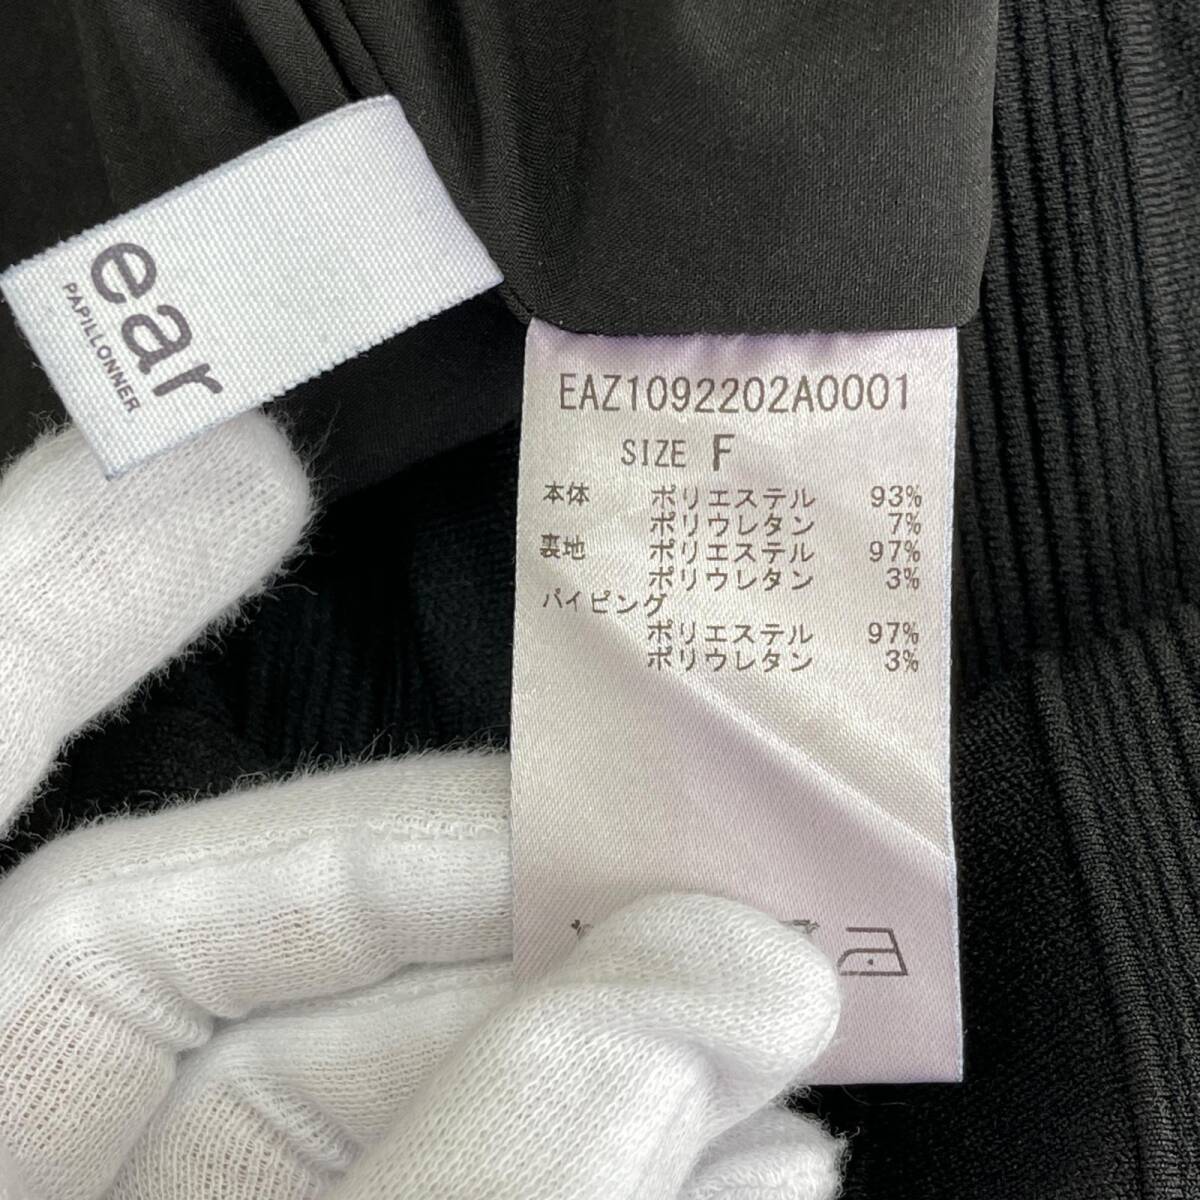 ear
PAPILLONNER
EAZ1092202A0001
SIZE F
本体 ポリエステル 93%
ポリウレタン 7%
裏地 ポリエステル 97%
ポリウレタン 3%
パイピング
ポリエステル 97%
ポリウレタン 3%